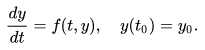 dy/dt = f(t, y),   y(t₀) = y₀.